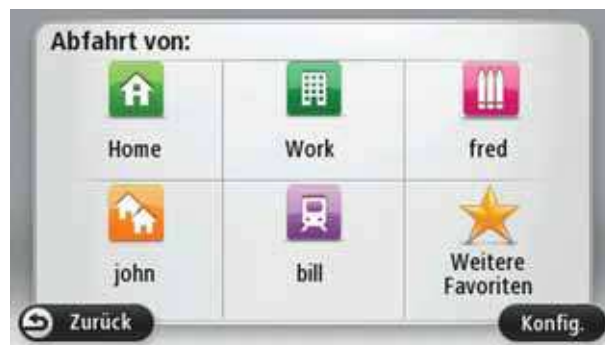 Abfahrt von:
Home
Work
fred
john
bill
Weitere
Favoriten
Zurück
Konfig.